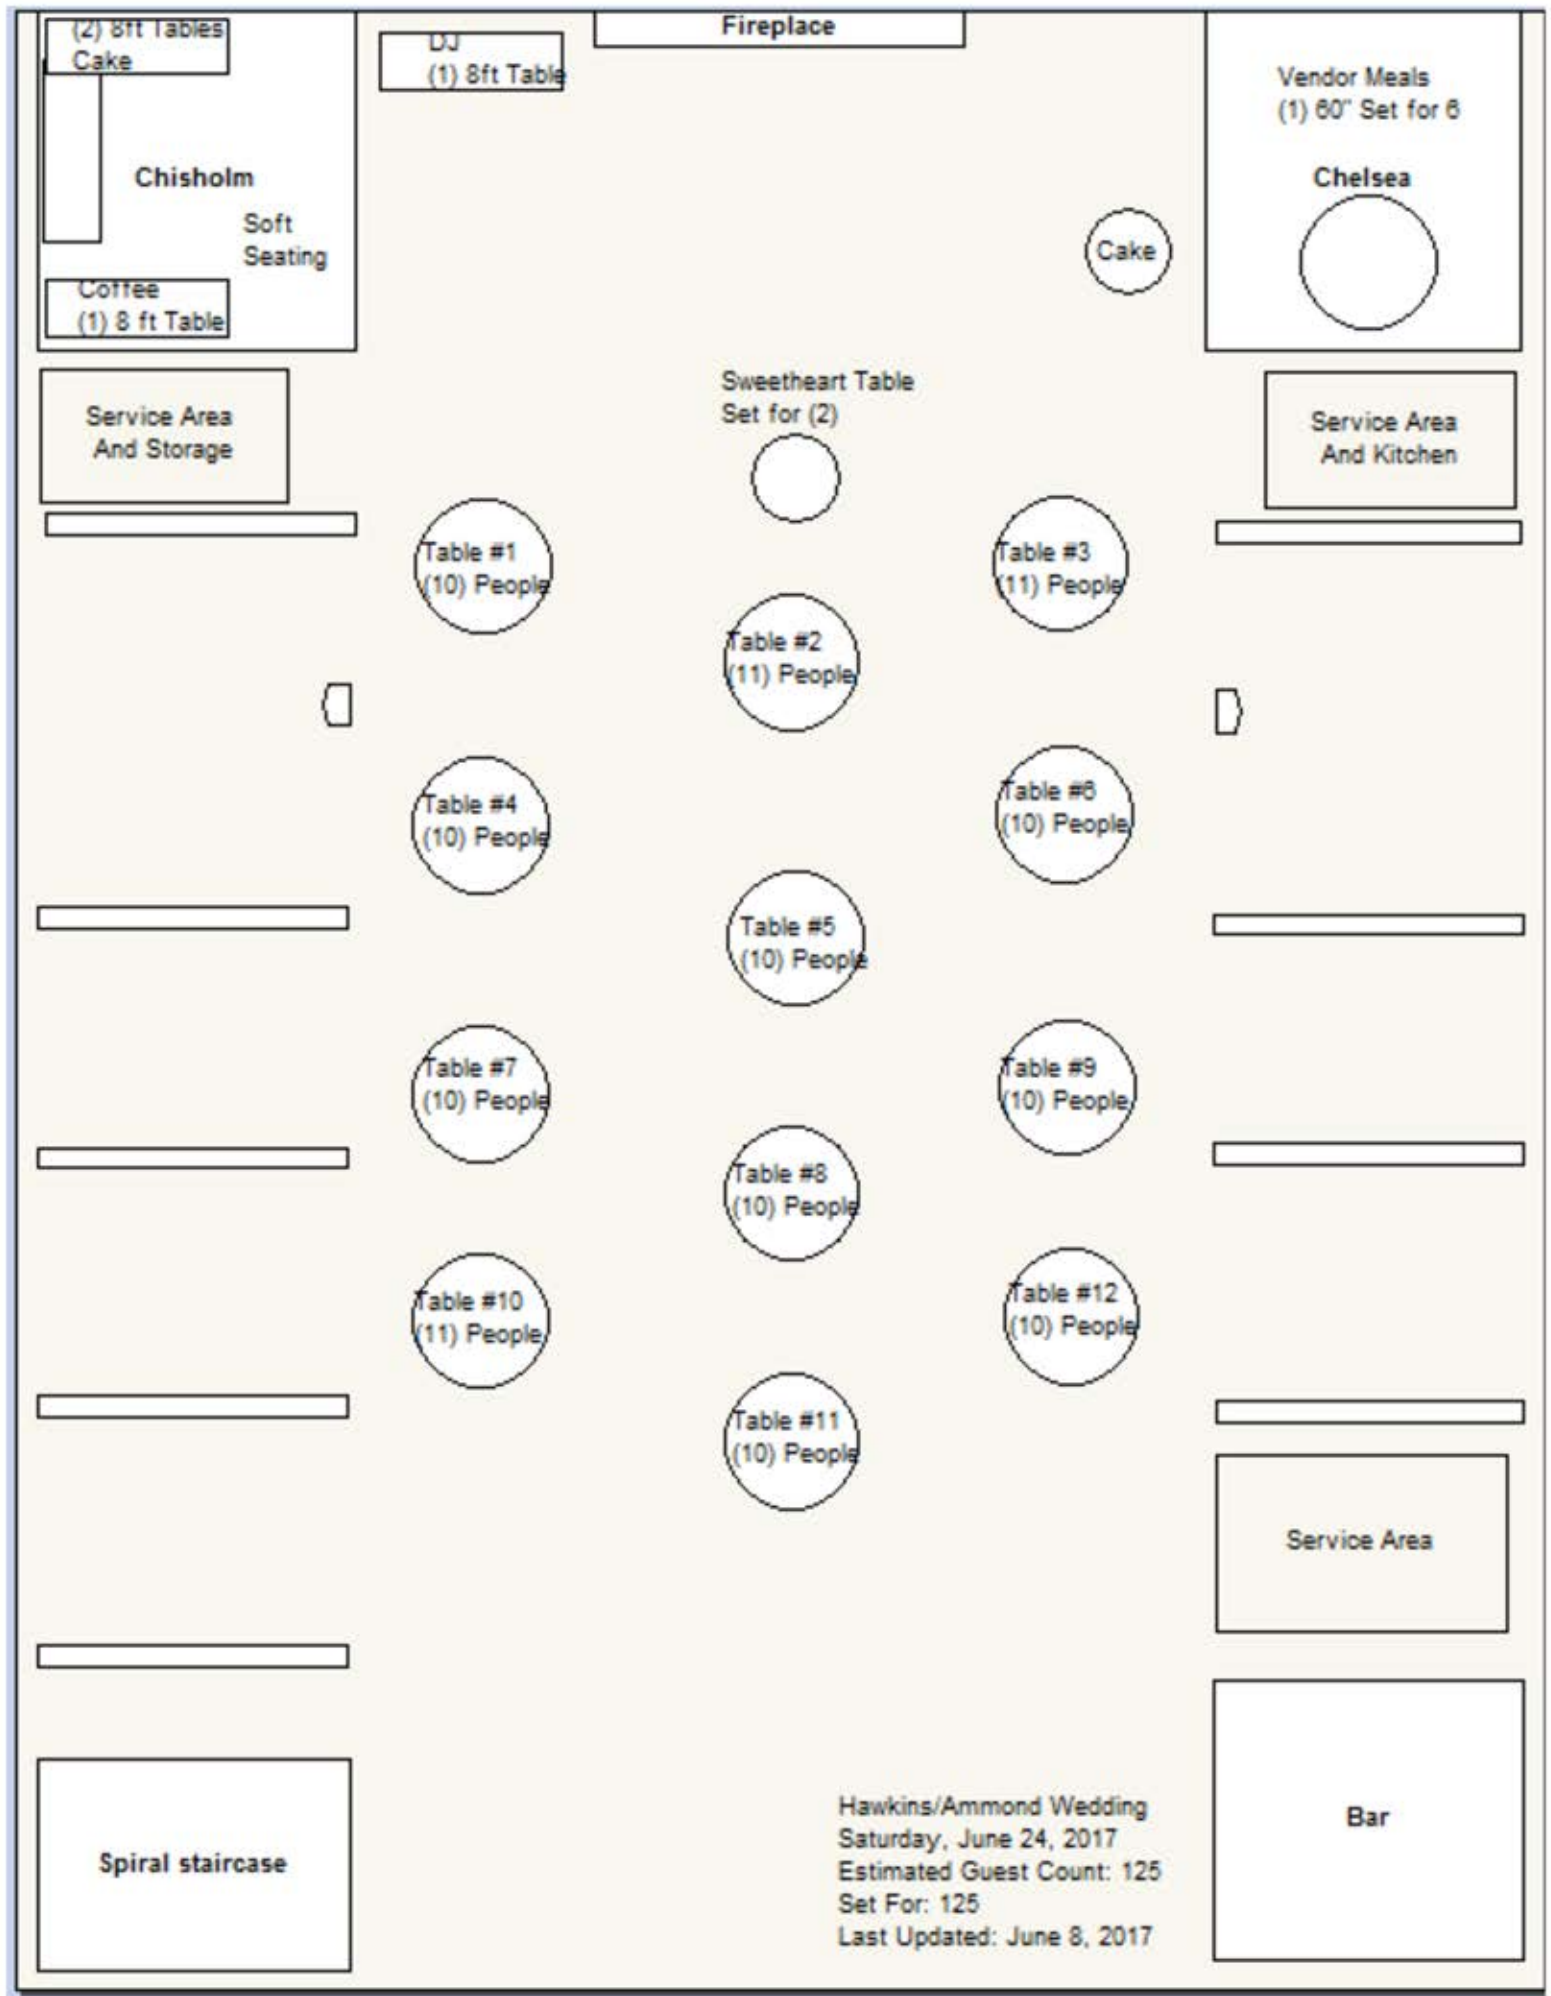 (2) 8ft Tables
Cake
DJ
(1) 8ft Table
Fireplace
Vendor Meals
(1) 60" Set for 6
Chisholm
Chelsea
Soft
Seating
Cake
Coffee
(1) 8 ft Table
Sweetheart Table
Set for (2)
Service Area
And Storage
Service Area
And Kitchen
Table #1
(10) People
Table #3
(11) People
Table #2
(11) People
Table #4
(10) People
Table #6
(10) People
Table #5
(10) People
Table #7
(10) People
Table #9
(10) People
Table #8
(10) People
Table #10
(11) People
Table #12
(10) People
Table #11
(10) People
Service Area
Spiral staircase
Hawkins/Ammond Wedding
Saturday, June 24, 2017
Estimated Guest Count: 125
Set For: 125
Last Updated: June 8, 2017
Bar